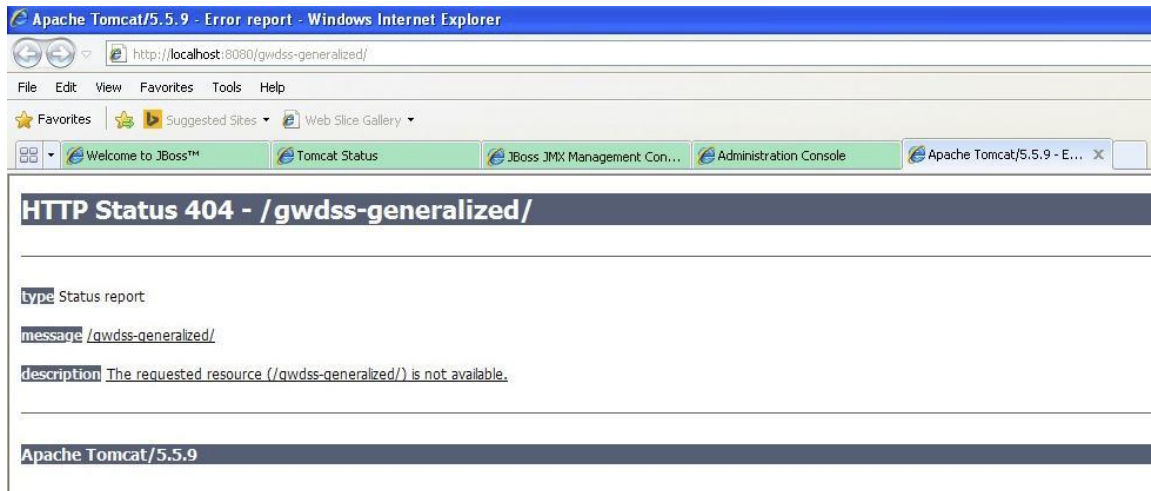 Apache Tomcat/5.5.9 - Error report - Windows Internet Explorer
http://localhost:8080/gwdss-generalized/
File Edit View Favorites Tools Help
Favorites Suggested Sites Web Slice Gallery
Welcome to JBoss™ Tomcat Status JBoss JMX Management Con... Administration Console Apache Tomcat/5.5.9 - E... X
HTTP Status 404 - /gwdss-generalized/
type Status report
message /gwdss-generalized/
description The requested resource (/gwdss-generalized/) is not available.
Apache Tomcat/5.5.9